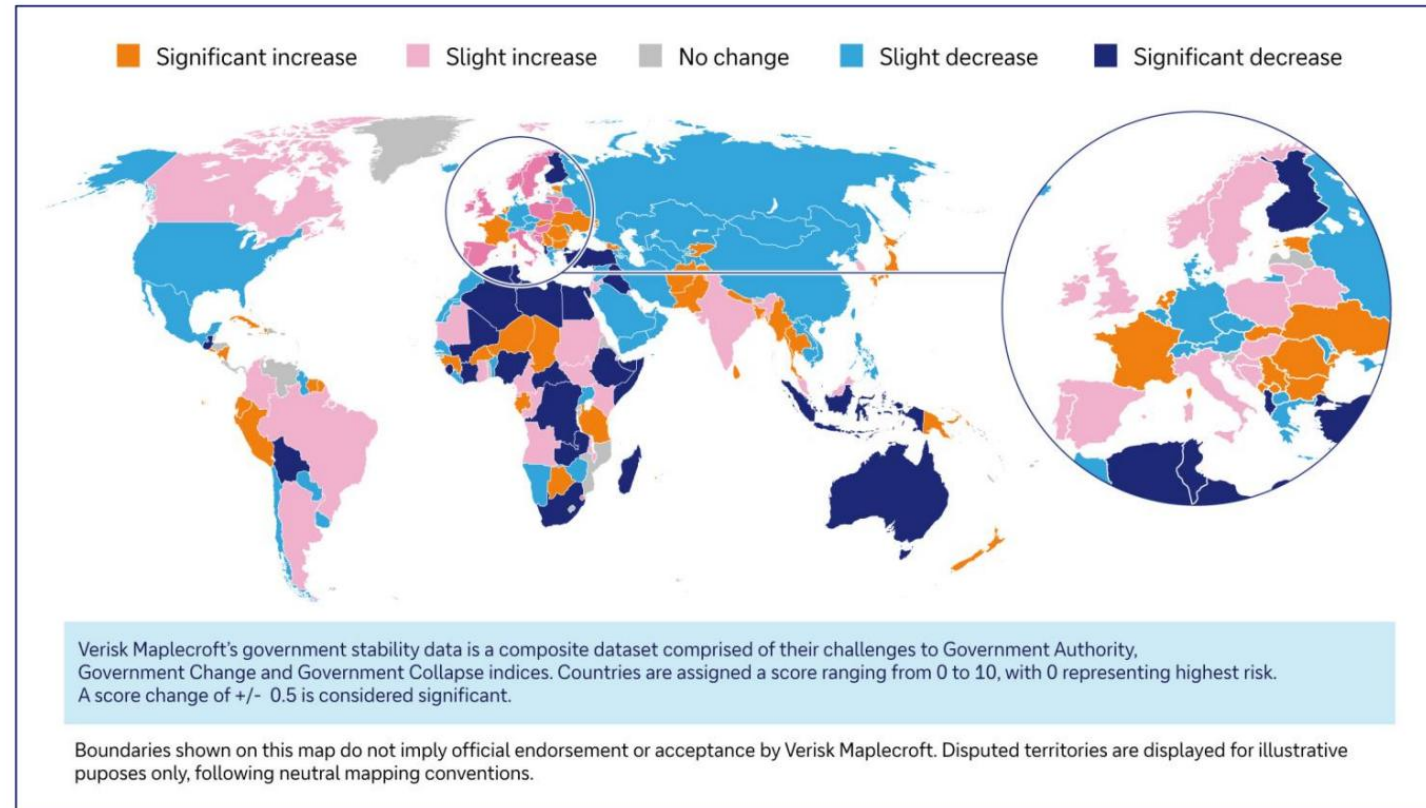 Significant increase
Slight increase
No change
Slight decrease
Significant decrease
Verisk Maplecroft's government stability data is a composite dataset comprised of their challenges to Government Authority,
Government Change and Government Collapse indices. Countries are assigned a score ranging from 0 to 10, with 0 representing highest risk.
A score change of +/- 0.5 is considered significant.
Boundaries shown on this map do not imply official endorsement or acceptance by Verisk Maplecroft. Disputed territories are displayed for illustrative
puposes only, following neutral mapping conventions.